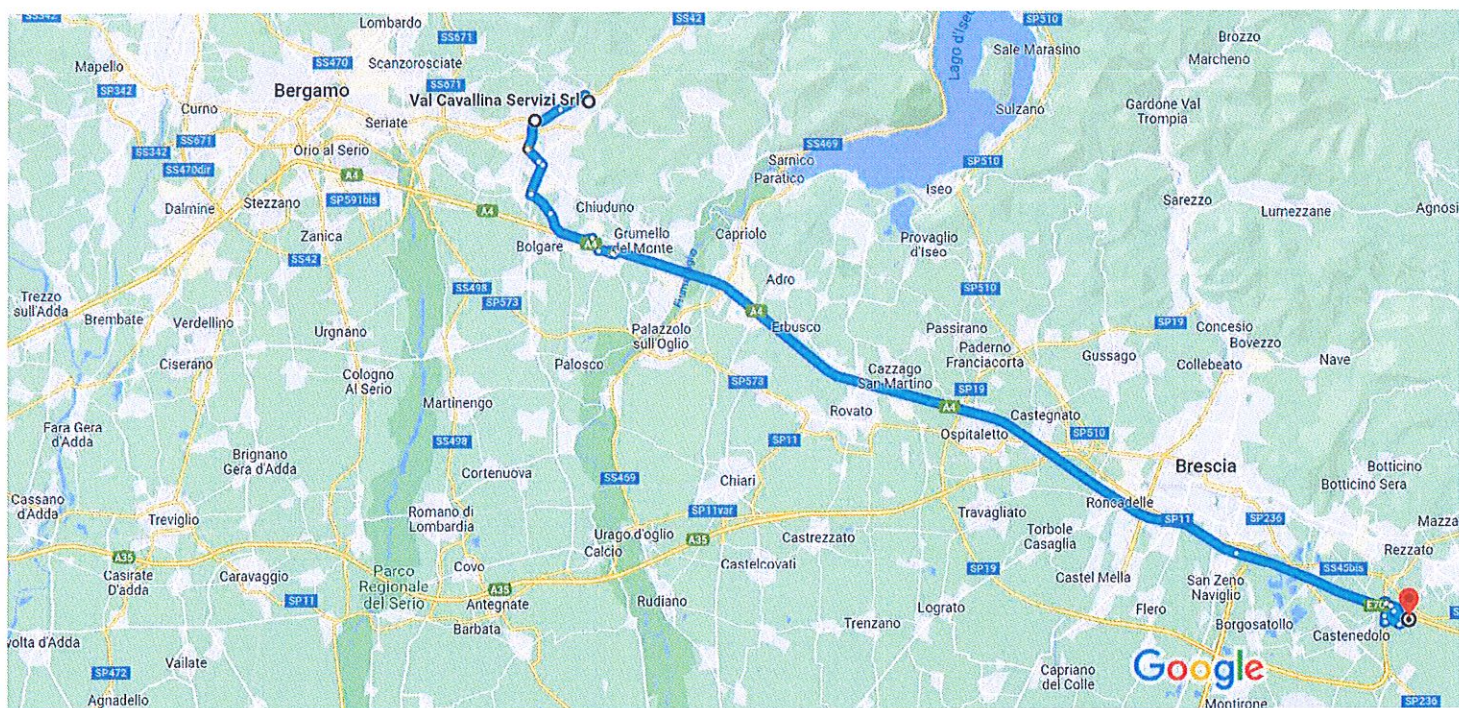 SS342
Lombardo
SS671
SS42
SP510
Lago d'Iseo
Sale Marasino
Brozzo
Marcheno
SS470
Scanzorosciate
Mapello
SP342
Bergamo
SS671
Val Cavallina Servizi Srl
Curno
Seriate
Sulzano
Gardone Val
Trompia
SS671
SS342
Orio al Serio
SS470dir
A4
SS469
Sarnico
Paratico
SP510
Iseo
Dalmine
Stezzano
SP591bis
A4
Chiuduno
Sarezzo
Lumezzane
Agnosi
Zanica
SS42
Bolgare
Grumello
del Monte
Capriolo
Provaglio
d'Iseo
Adro
Trezzo
sull'Adda
SS498
SP573
SP510
Brembate
Verdellino
Urgnano
A4
Erbusco
Passirano
SP19
Concesio
Bovezzo
Palazzolo
sull'Oglio
Paderno
Franciacorta
Gussago
Collebeato
Nave
Ciserano
Cologno
Al Serio
Palosco
SP573
Cazzago
San Martino
SP19
Martinengo
Rovato
A4
Castegnato
Fara Gera
d'Adda
SS498
SP11
Ospitaletto
SP510
Brignano
Gera d'Adda
Cortenuova
SS469
Chiari
Brescia
Botticino
Botticino Sera
Cassano
d'Adda
Treviglio
Romano di
Lombardia
SP11var
Travagliato
Roncadelle
SP11
SP236
Urago d'oglio
Calcio
A35
Castrezzato
Torbole
Casaglia
Mazza
Rezzato
A35
Casirate
D'adda
Caravaggio
Parco
Regionale
del Serio
Covo
Castelcovati
SP19
Castel Mella
San Zeno
Naviglio
SS45bis
SP11
A35
Antegnate
Rudiano
Lograto
Flero
E70
Barbata
Trenzano
Borgosatollo
Castenedolo
volta d'Adda
Vailate
Google
SP472
Capriano
del Colle
Agnadello
Montirone
SP236